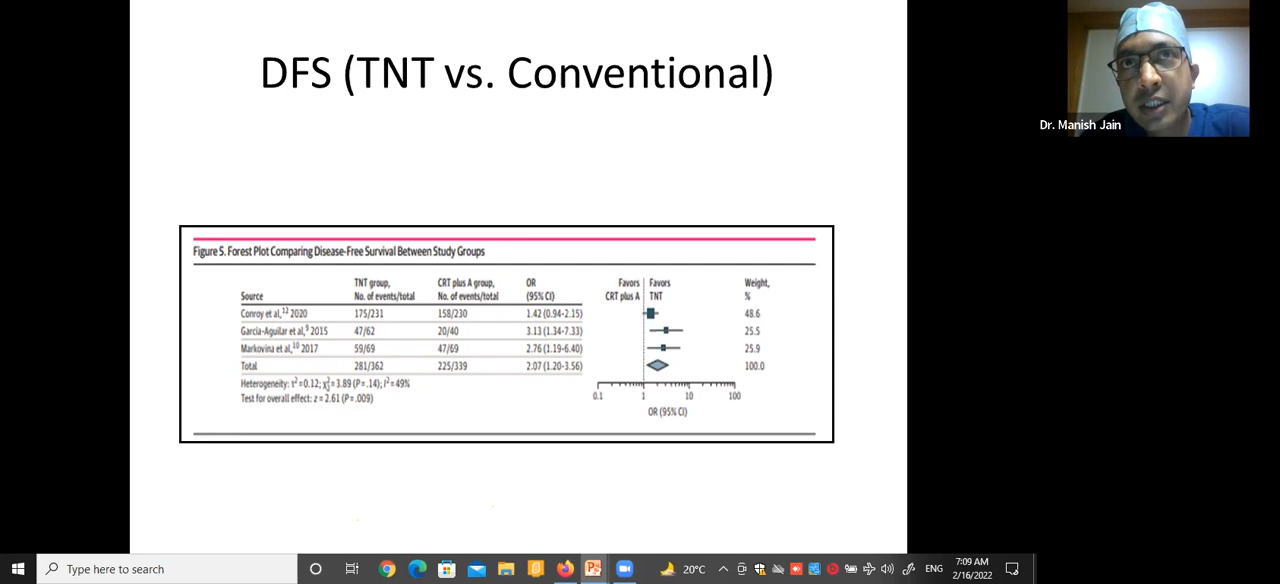 DFS (TNT vs. Conventional)
Dr. Manish Jain
Figure 5. Forest Plot Comparing Disease-Free Survival Between Study Groups
Source TNT group, No. of events/total CRT plus A group, No. of events/total OR (95% CI) Favors CRT plus A Favors TNT Weight, %
Conroy et al,13 2020 175/231 158/230 1.42 (0.94-2.15) 48.6
Garcia-Aguilar et al,9 2015 47/62 20/40 3.13 (1.34-7.33) 25.5
Markovina et al,10 2017 59/69 47/69 2.76 (1.19-6.40) 25.9
Total 281/362 225/339 2.07 (1.20-3.56) 100.0
Heterogeneity: τ2=0.12; = 3.89 (P=.14); I2=49%
Test for overall effect: z=2.61 (P=.009)
0.1 1 10 100
OR (95% CI)
Type here to search 20°C ENG 7:09 AM
2/16/2022